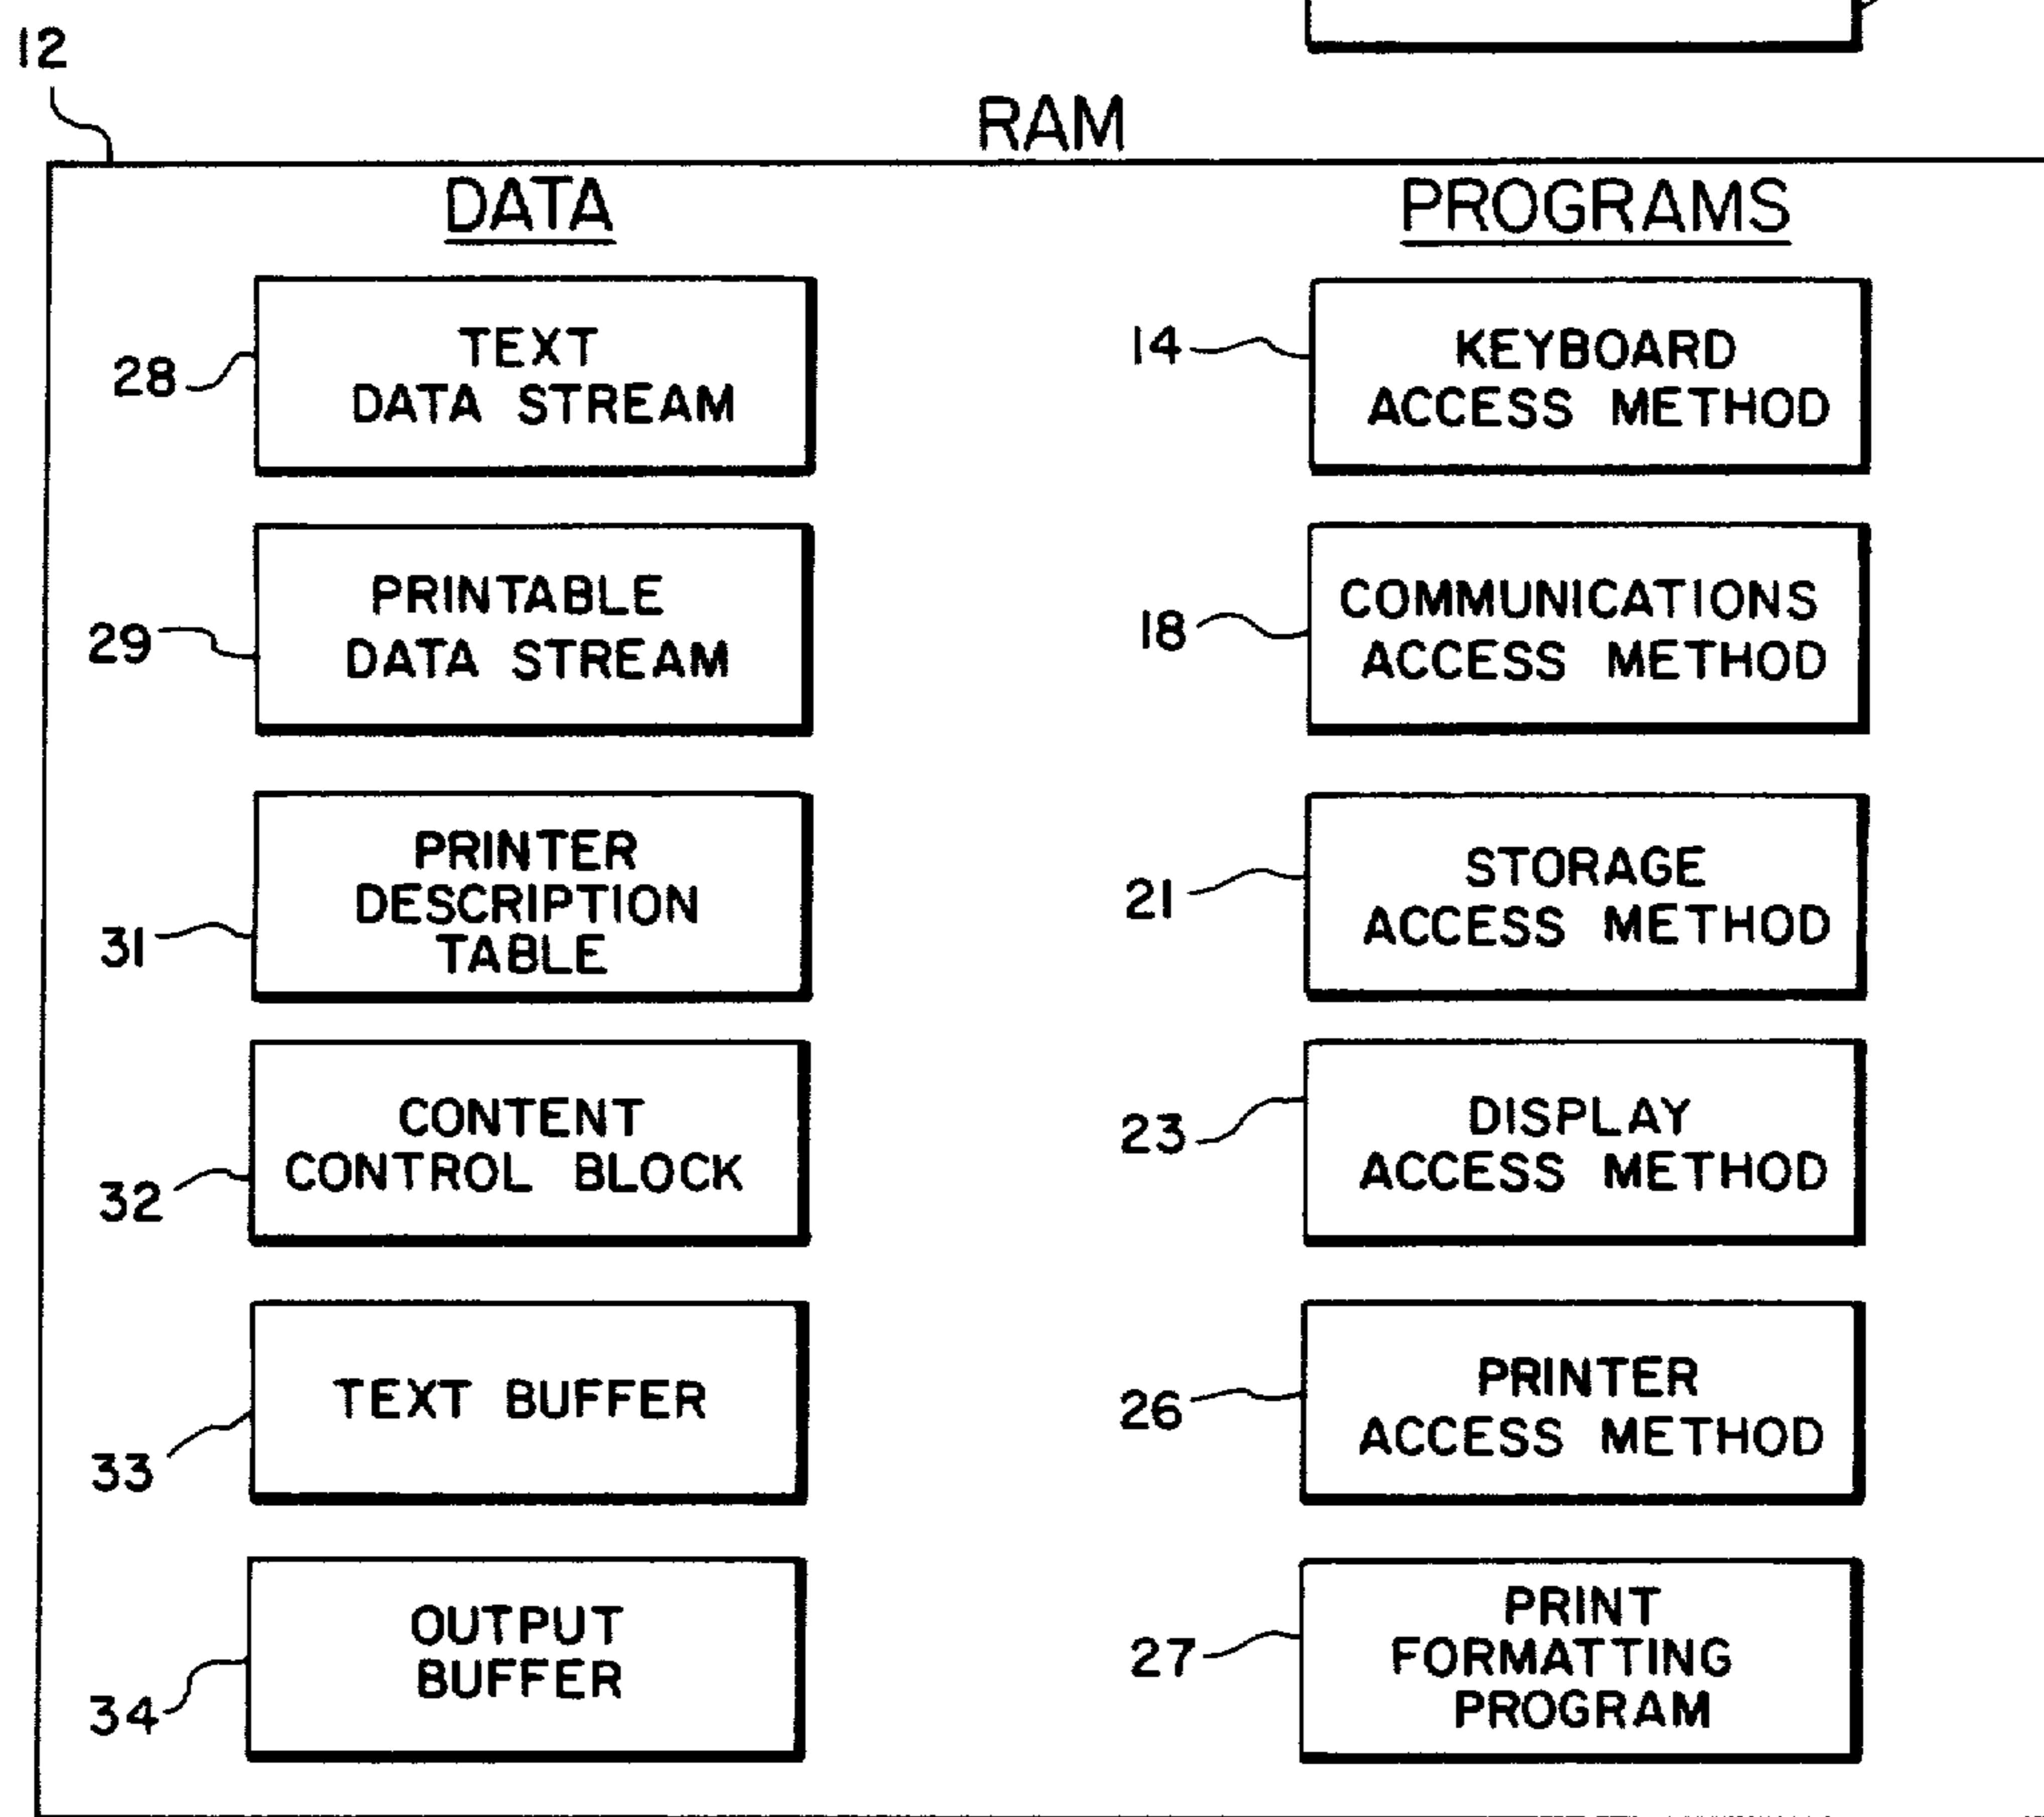 12
RAM
DATA
28
TEXT
DATA STREAM
29
PRINTABLE
DATA STREAM
31
PRINTER
DESCRIPTION
TABLE
32
CONTENT
CONTROL BLOCK
33
TEXT BUFFER
34
OUTPUT
BUFFER
PROGRAMS
14
KEYBOARD
ACCESS METHOD
18
COMMUNICATIONS
ACCESS METHOD
21
STORAGE
ACCESS METHOD
23
DISPLAY
ACCESS METHOD
26
PRINTER
ACCESS METHOD
27
PRINT
FORMATTING
PROGRAM